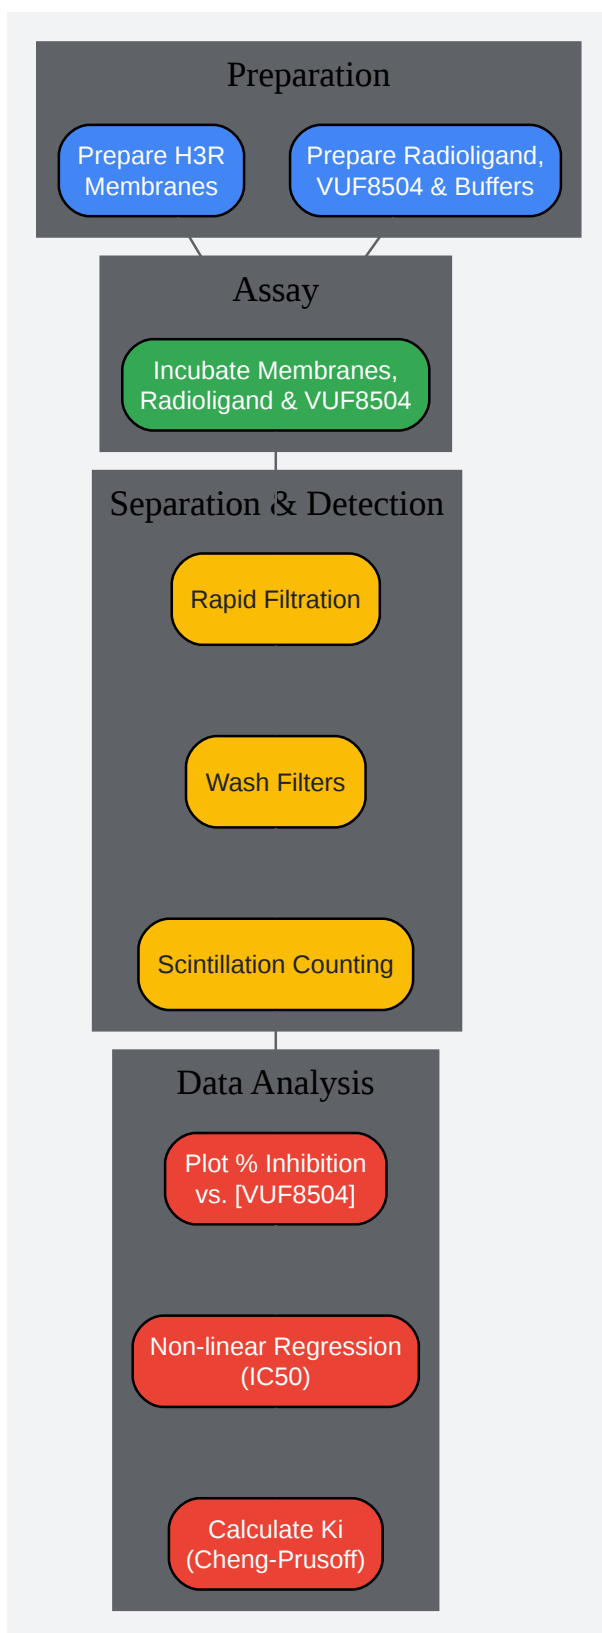 Preparation
Prepare H3R
Membranes
Prepare Radioligand,
VUF8504 & Buffers
Assay
Incubate Membranes,
Radioligand & VUF8504
Separation & Detection
Rapid Filtration
Wash Filters
Scintillation Counting
Data Analysis
Plot % Inhibition
vs. [VUF8504]
Non-linear Regression
(IC50)
Calculate Ki
(Cheng-Prusoff)